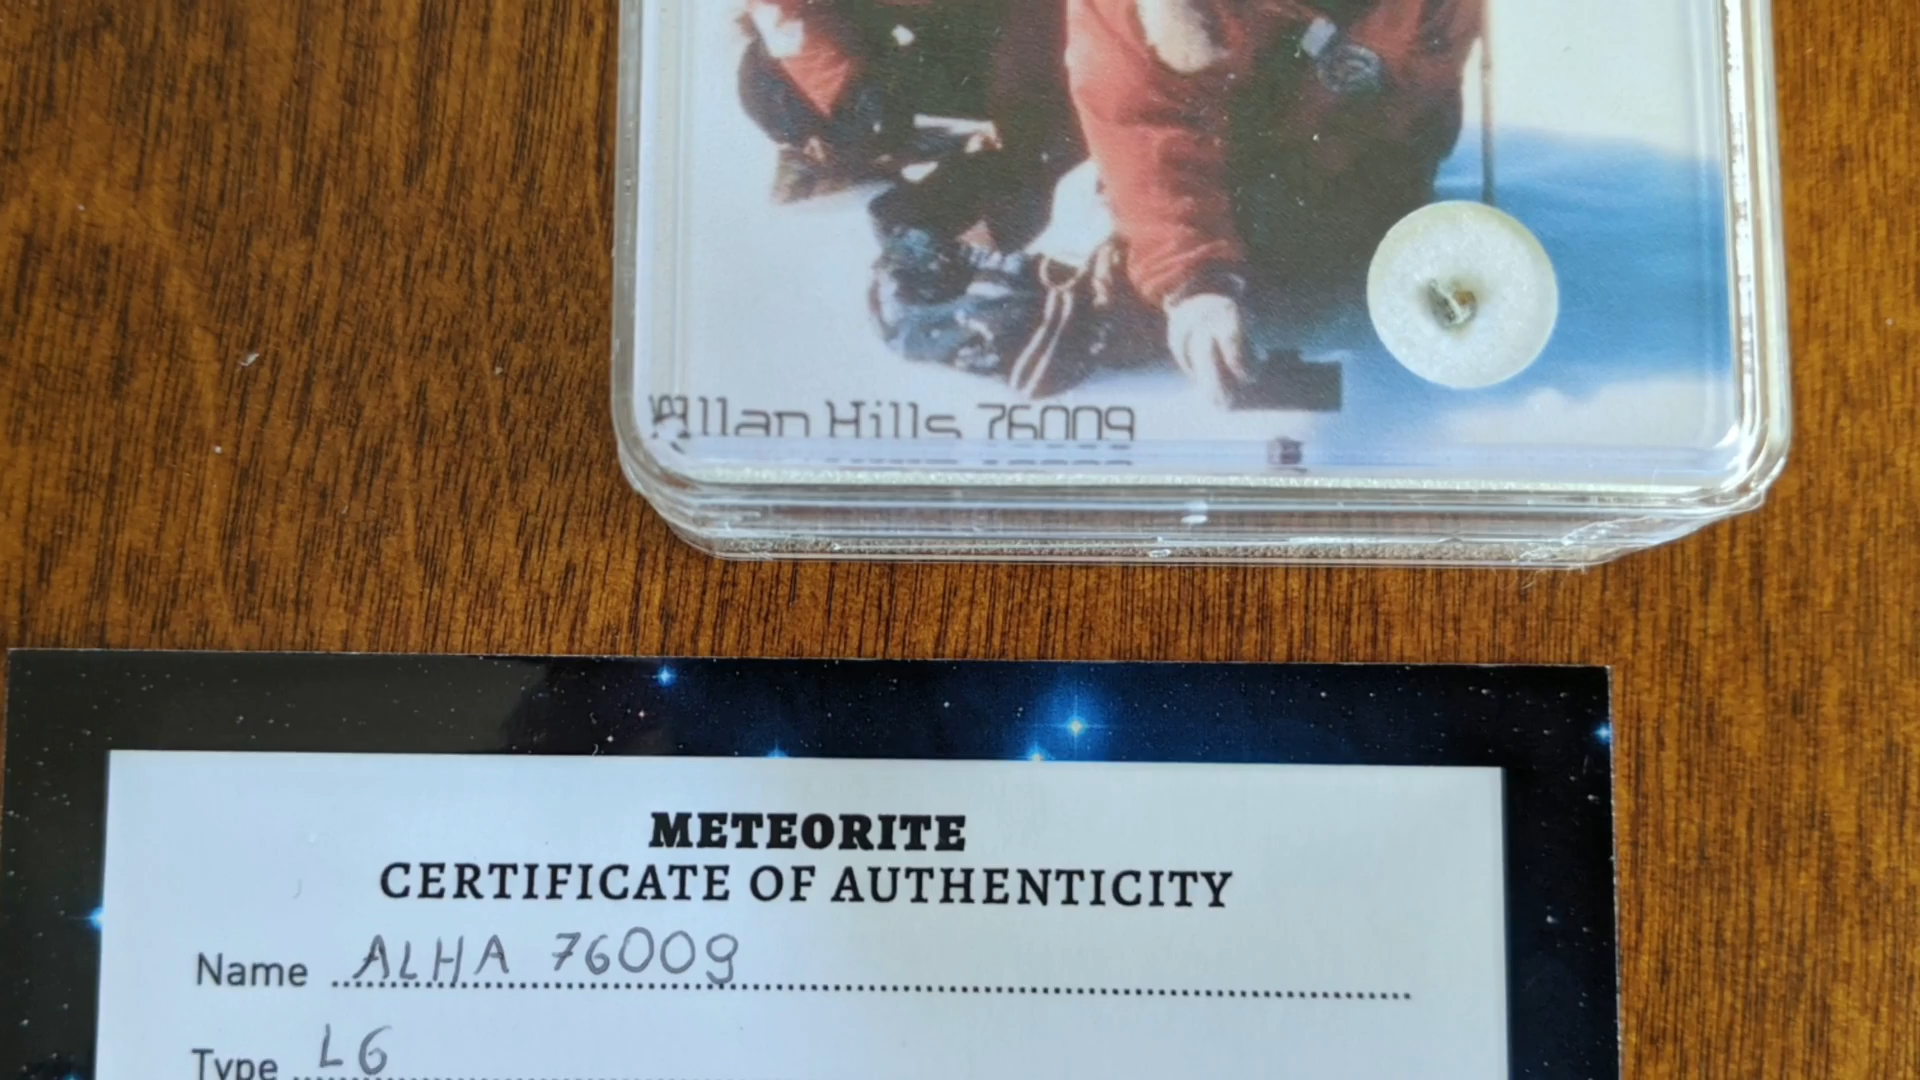 Allan Hills 76009
METEORITE
CERTIFICATE OF AUTHENTICITY
Name ALHA 76009
Type L6